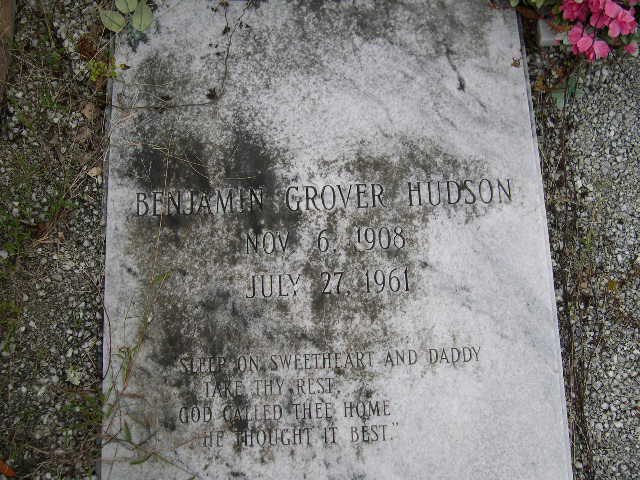 BENJAMIN GROVER HUDSON
NOV 6, 1908
JULY 27, 1961
"SLEEP ON SWEETHEART AND DADDY
TAKE THY REST
GOD CALLED THEE HOME
HE THOUGHT IT BEST."